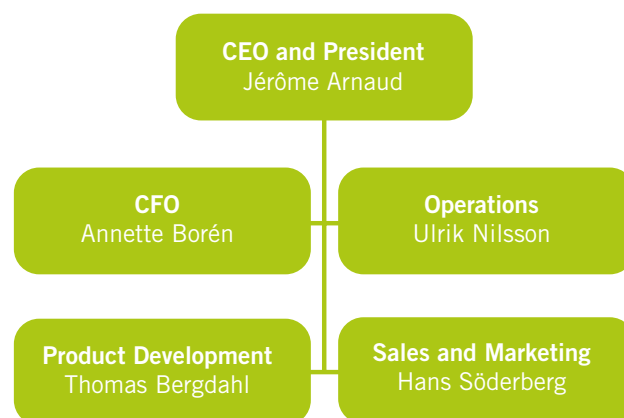 CEO and President
Jérôme Arnaud
CFO
Annette Borén
Operations
Ulrik Nilsson
Product Development
Thomas Bergdahl
Sales and Marketing
Hans Söderberg